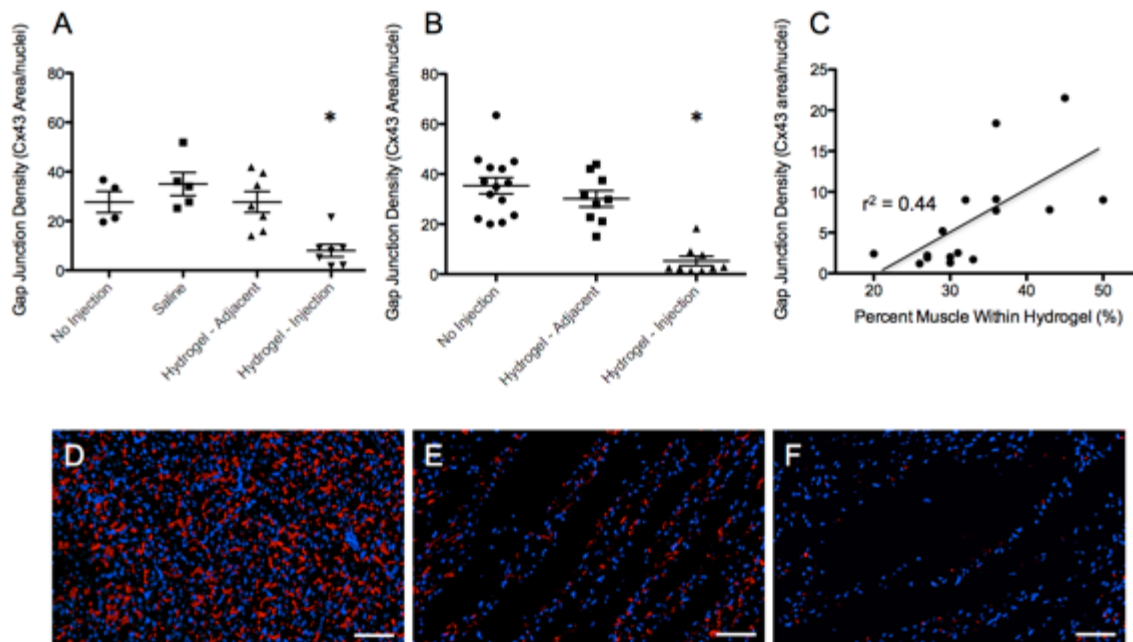 A
Gap Junction Density (Cx43 Area/nuclei)
80
60
40
20
0
*
No Injection
Saline
Hydrogel - Adjacent
Hydrogel - Injection
B
Gap Junction Density (Cx43 Area/nuclei)
80
60
40
20
0
*
No Injection
Hydrogel - Adjacent
Hydrogel - Injection
C
Gap Junction Density (Cx43 area/nuclei)
25
20
15
10
5
0
r² = 0.44
20
30
40
50
Percent Muscle Within Hydrogel (%)
D
E
F